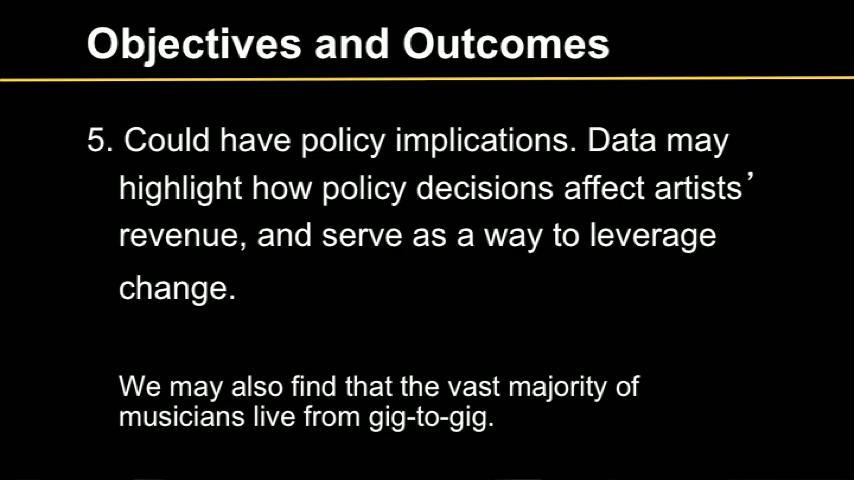 Objectives and Outcomes
5. Could have policy implications. Data may
highlight how policy decisions affect artists’
revenue, and serve as a way to leverage
change.
We may also find that the vast majority of
musicians live from gig-to-gig.